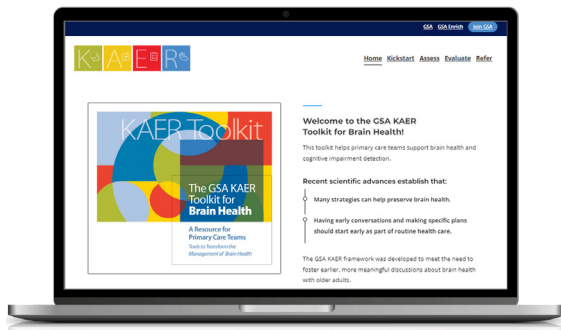 GSA GSA Enrich Join GSA
K A E R
Home Kickstart Assess Evaluate Refer
KAER Toolkit
The GSA KAER
Toolkit for
Brain Health
A Resource for
Primary Care Teams
Tools to Transform the
Management of Brain Health
Welcome to the GSA KAER
Toolkit for Brain Health!
This toolkit helps primary care teams support brain health and
cognitive impairment detection.
Recent scientific advances establish that:
Many strategies can help preserve brain health.
Having early conversations and making specific plans
should start early as part of routine health care.
The GSA KAER framework was developed to meet the need to
foster earlier, more meaningful discussions about brain health
with older adults.